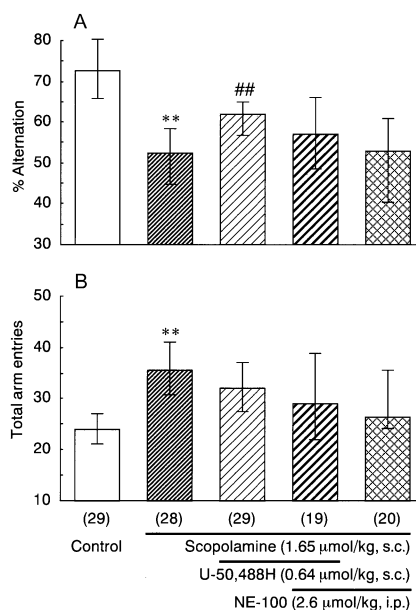 A
80
70
60
50
40
30
% Alternation
**
##
B
50
40
30
20
10
Total arm entries
**
(29) (28) (29) (19) (20)
Control Scopolamine (1.65 μmol/kg, s.c.)
U-50,488H (0.64 μmol/kg, s.c.)
NE-100 (2.6 μmol/kg, i.p.)